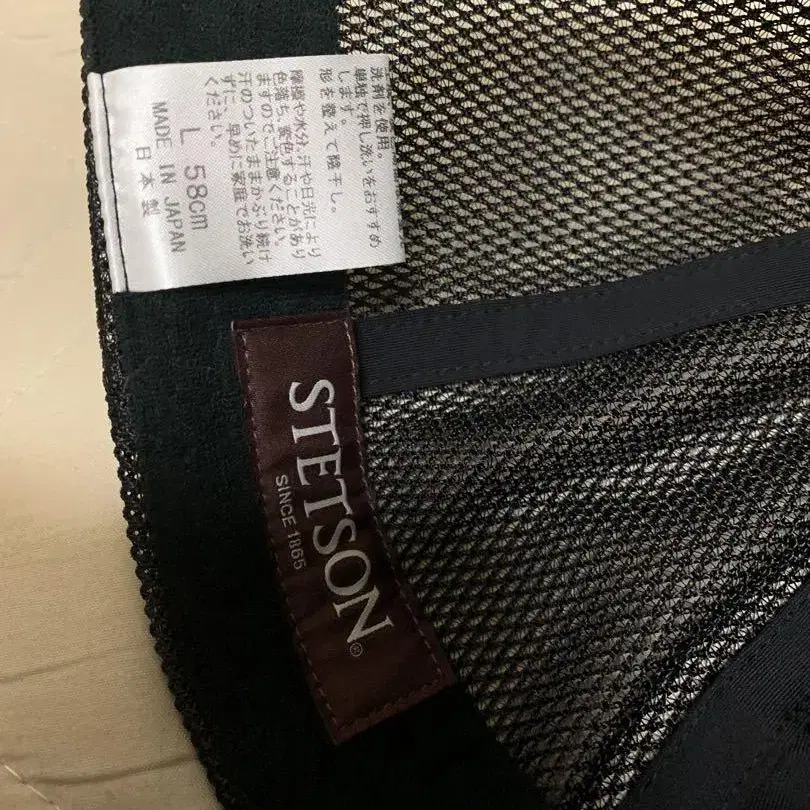 洗剤を使用。
単独で押し洗いをおすすめ
します。
形を整えて陰干し。
摩擦や水分、汗や日光により
色落ち、変色することがあり
ますのでご注意ください。
汗のついたままかぶり続け
ずに、早めに家庭でお洗い
ください。
L 58cm
MADE IN JAPAN
日本製
STETSON®
SINCE 1865